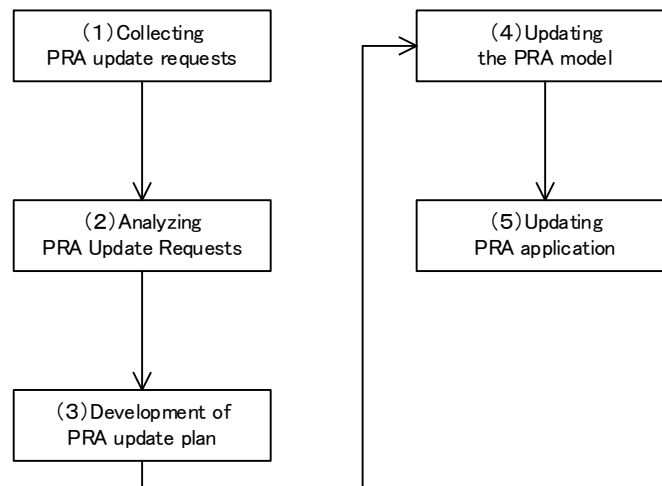 (1)Collecting
PRA update requests
(2)Analyzing
PRA Update Requests
(3)Development of
PRA update plan
(4)Updating
the PRA model
(5)Updating
PRA application